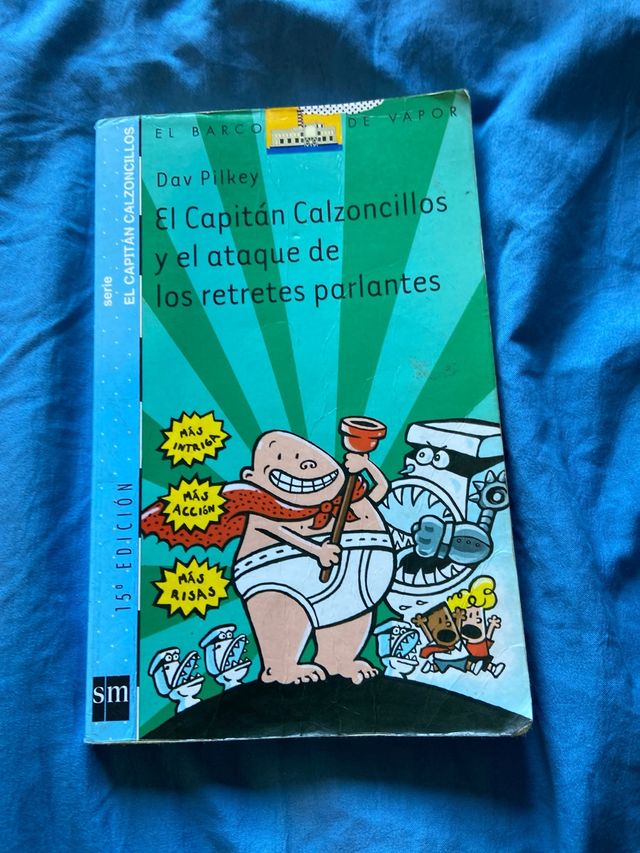 EL BARCO DE VAPOR
Dav Pilkey
El Capitán Calzoncillos
y el ataque de
los retretes parlantes
MÁS
INTRIGA
MÁS
ACCIÓN
MÁS
RISAS
serie
EL CAPITÁN CALZONCILLOS
15º EDICIÓN
sm